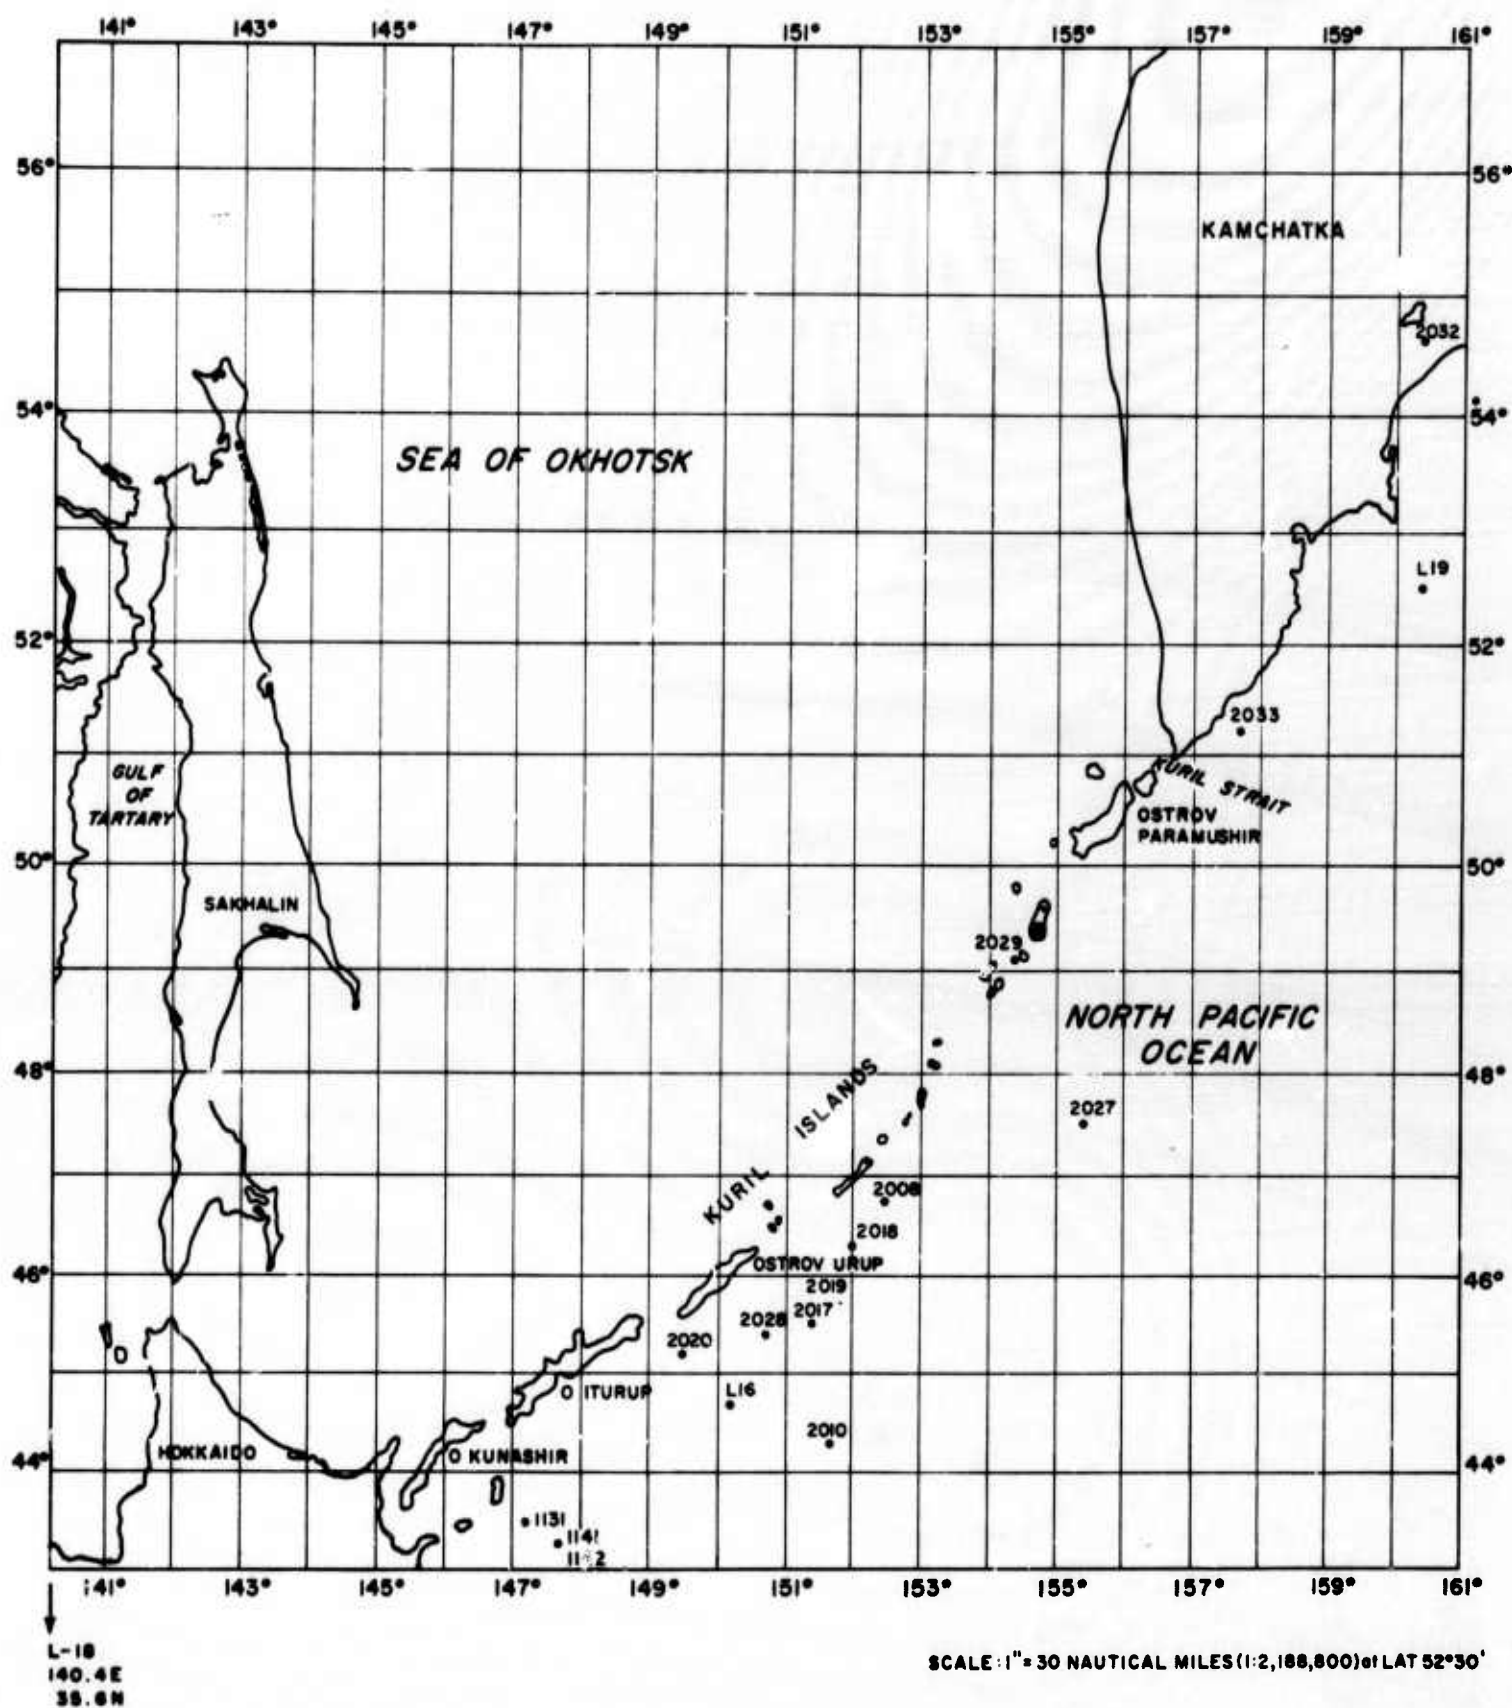 141° 143° 145° 147° 149° 151° 153° 155° 157° 159° 161°
56° 56°
KAMCHATKA
2032
54° 54°
SEA OF OKHOTSK
L19
52° 52°
2033
GULF
OF
TARTARY
KURIL STRAIT
OSTROV
PARAMUSHIR
50° 50°
SAKHALIN
2029
NORTH PACIFIC
OCEAN
48° 48°
KURIL ISLANDS
2027
2008
2018
OSTROV URUP
46° 46°
2019
2017
2028
2020
O ITURUP
L16
2010
HOKKAIDO
O KUNASHIR
44° 44°
1131
1141
141° 143° 145° 147° 149° 151° 153° 155° 157° 159° 161°
L-18
140.4E
35.6N
SCALE: 1"=30 NAUTICAL MILES (1:2,188,800) at LAT 52°30'